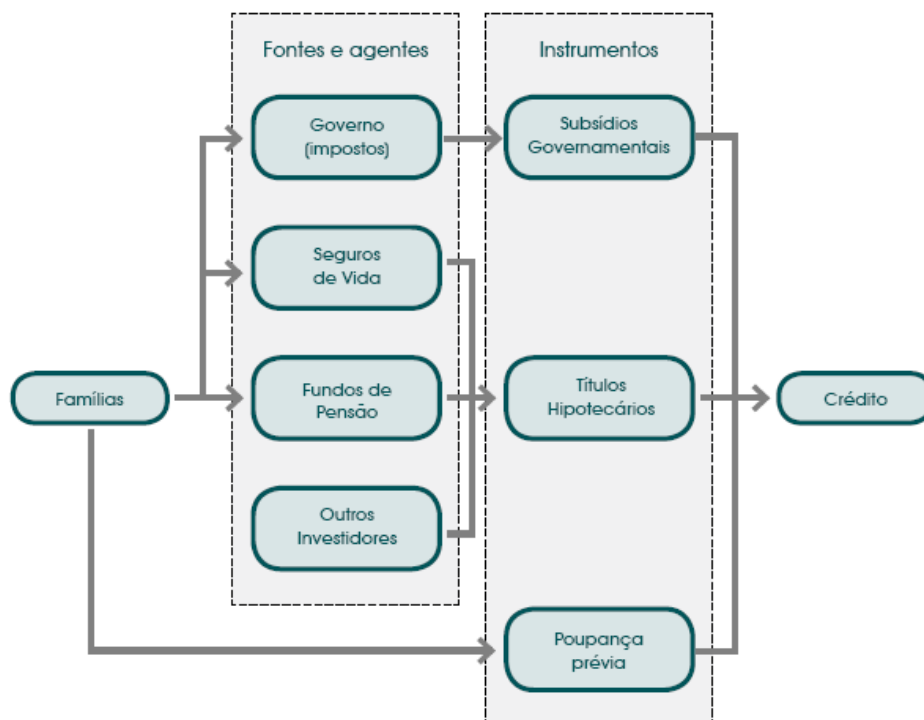 Fontes e agentes
Instrumentos
Governo
(impostos)
Subsídios
Governamentais
Seguros
de Vida
Famílias
Fundos de
Pensão
Títulos
Hipotecários
Crédito
Outros
Investidores
Poupança
prévia